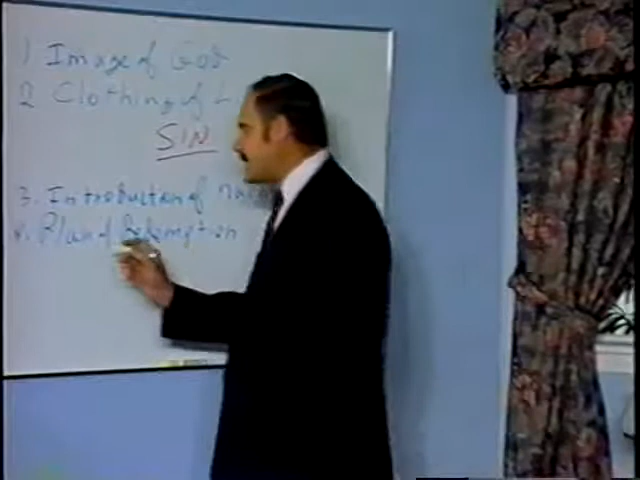 1 Image of God
2 Clothing of L
SIN
3. Introduction of
4. Plan of Redemption